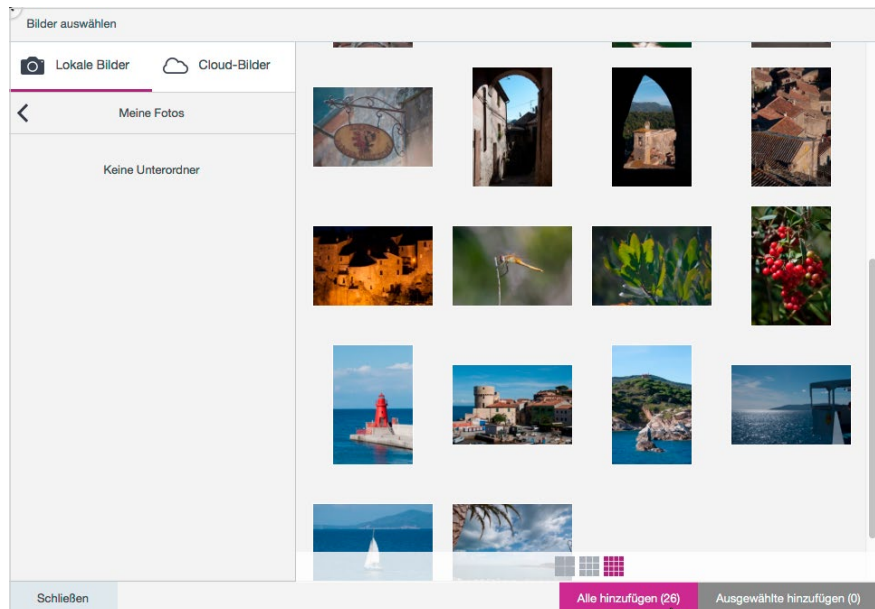 Bilder auswählen
Lokale Bilder
Cloud-Bilder
Meine Fotos
Keine Unterordner
Schließen
Alle hinzufügen (26)
Ausgewählte hinzufügen (0)